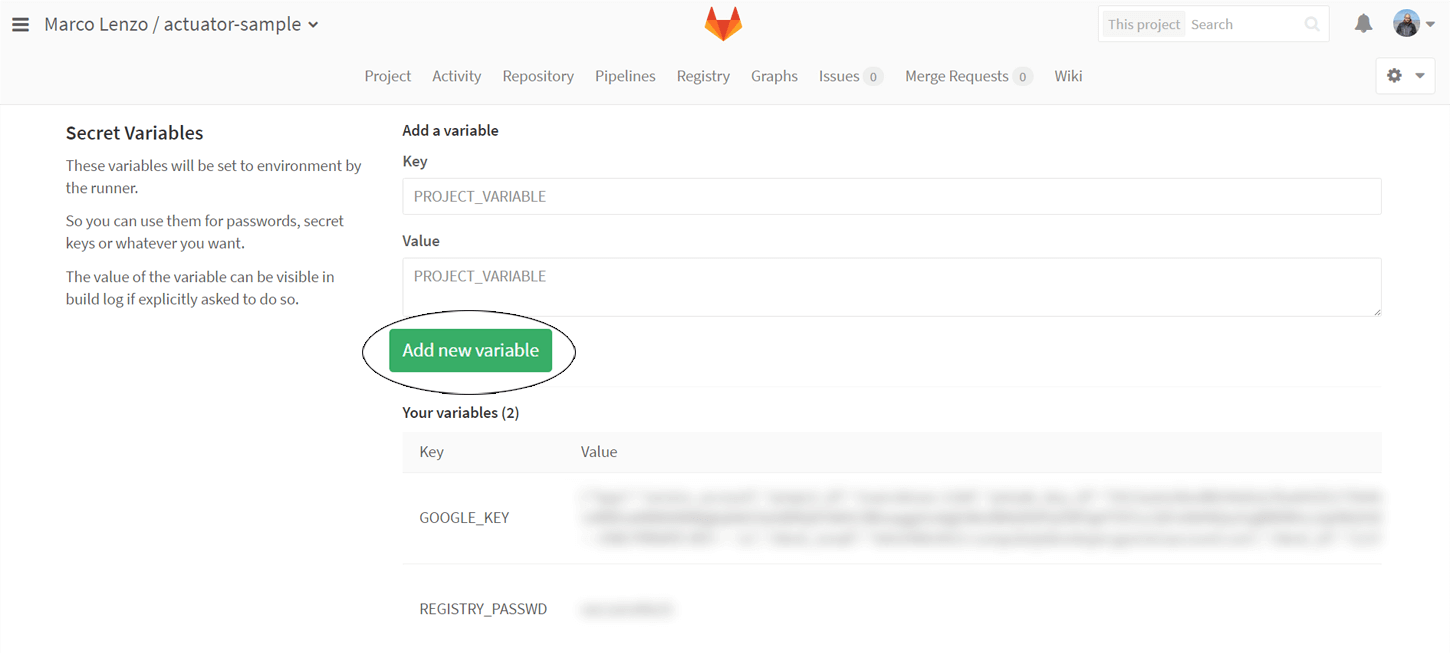 Marco Lenzo / actuator-sample
This project Search
Project Activity Repository Pipelines Registry Graphs Issues 0 Merge Requests 0 Wiki
Secret Variables
These variables will be set to environment by
the runner.
So you can use them for passwords, secret
keys or whatever you want.
The value of the variable can be visible in
build log if explicitly asked to do so.
Add a variable
Key
PROJECT_VARIABLE
Value
PROJECT_VARIABLE
Add new variable
Your variables (2)
Key Value
GOOGLE_KEY
REGISTRY_PASSWD